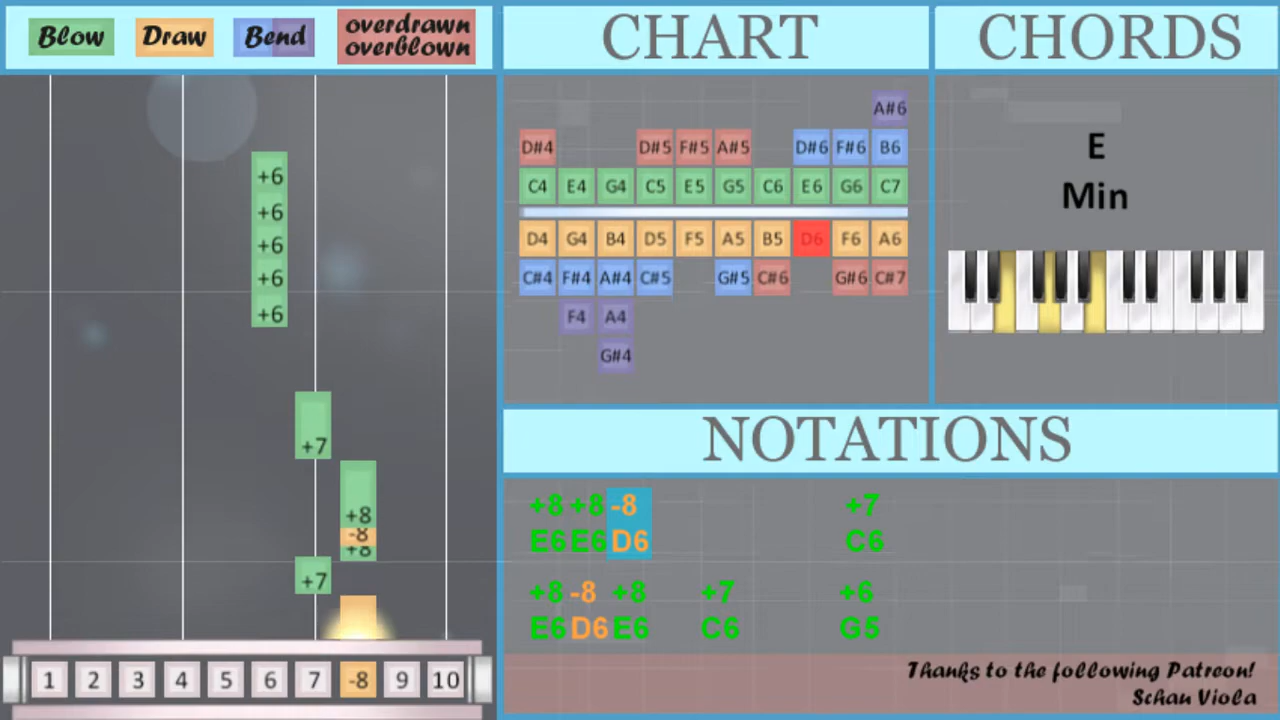 Blow Draw Bend overdrawn
overblown
CHART
CHORDS
+6
+6
+6
+6
+6
+7
+8
-8
+8
+7
1 2 3 4 5 6 7 -8 9 10
A#6
D#4 D#5 F#5 A#5 D#6 F#6 B6
C4 E4 G4 C5 E5 G5 C6 E6 G6 C7
D4 G4 B4 D5 F5 A5 B5 D6 F6 A6
C#4 F#4 A#4 C#5 G#5 C#6 G#6 C#7
F4 A4
G#4
E
Min
NOTATIONS
+8 +8 -8 +7
E6 E6 D6 C6
+8 -8 +8 +7 +6
E6 D6 E6 C6 G5
Thanks to the following Patreon!
Schau Viola